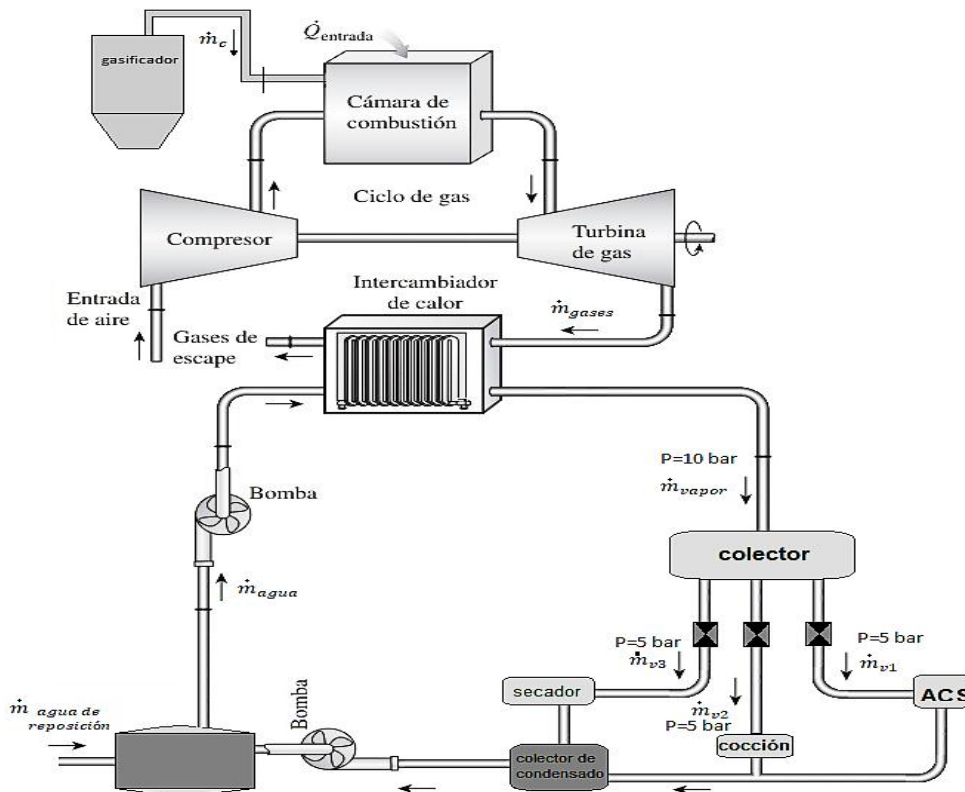 gasificador
ṁc
Q̇entrada
Cámara de
combustión
Ciclo de gas
Compresor
Turbina
de gas
Entrada
de aire
Intercambiador
de calor
ṁgases
Gases de
escape
P=10 bar
ṁvapor
Bomba
colector
ṁagua
P=5 bar
ṁv3
P=5 bar
ṁv1
secador
ṁv2
P=5 bar
ACS
cocción
ṁ agua de
reposición
Bomba
colector de
condensado